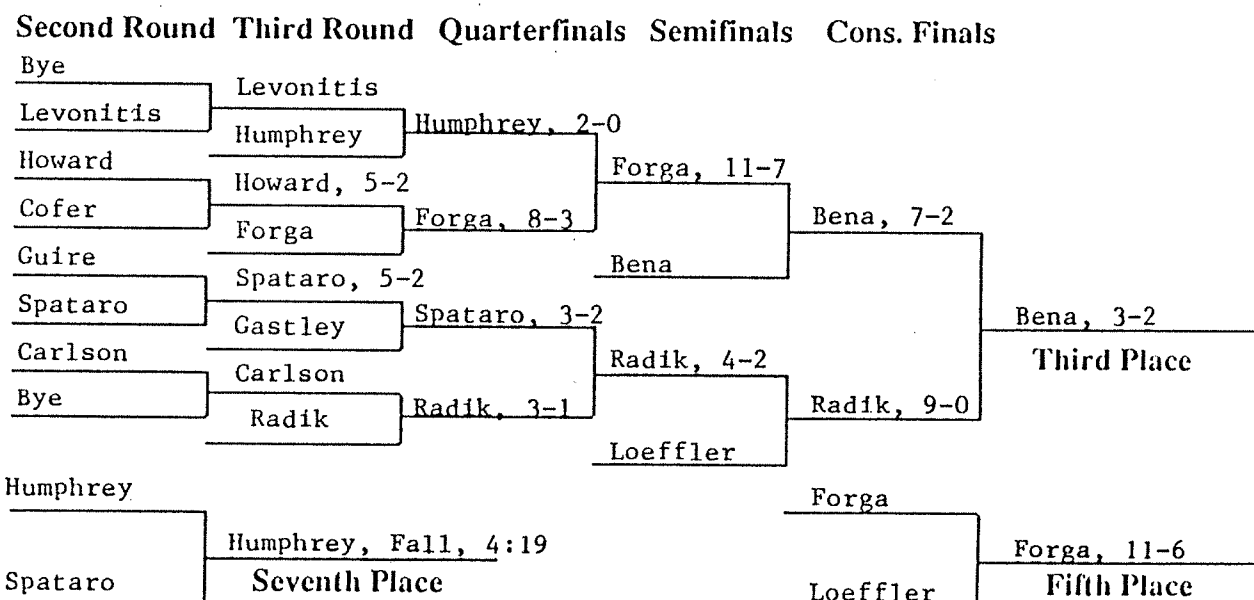 Second Round Third Round Quarterfinals Semifinals Cons. Finals
Bye
Levonitis
Levonitis
Humphrey, 2-0
Humphrey
Howard
Forga, 11-7
Howard, 5-2
Cofer
Forga, 8-3
Bena, 7-2
Forga
Guire
Bena
Spataro, 5-2
Spataro
Spataro, 3-2
Bena, 3-2
Gastley
Third Place
Carlson
Radik, 4-2
Carlson
Bye
Radik, 3-1
Radik, 9-0
Radik
Loeffler
Humphrey
Forga
Humphrey, Fall, 4:19
Forga, 11-6
Spataro
Seventh Place
Loeffler
Fifth Place